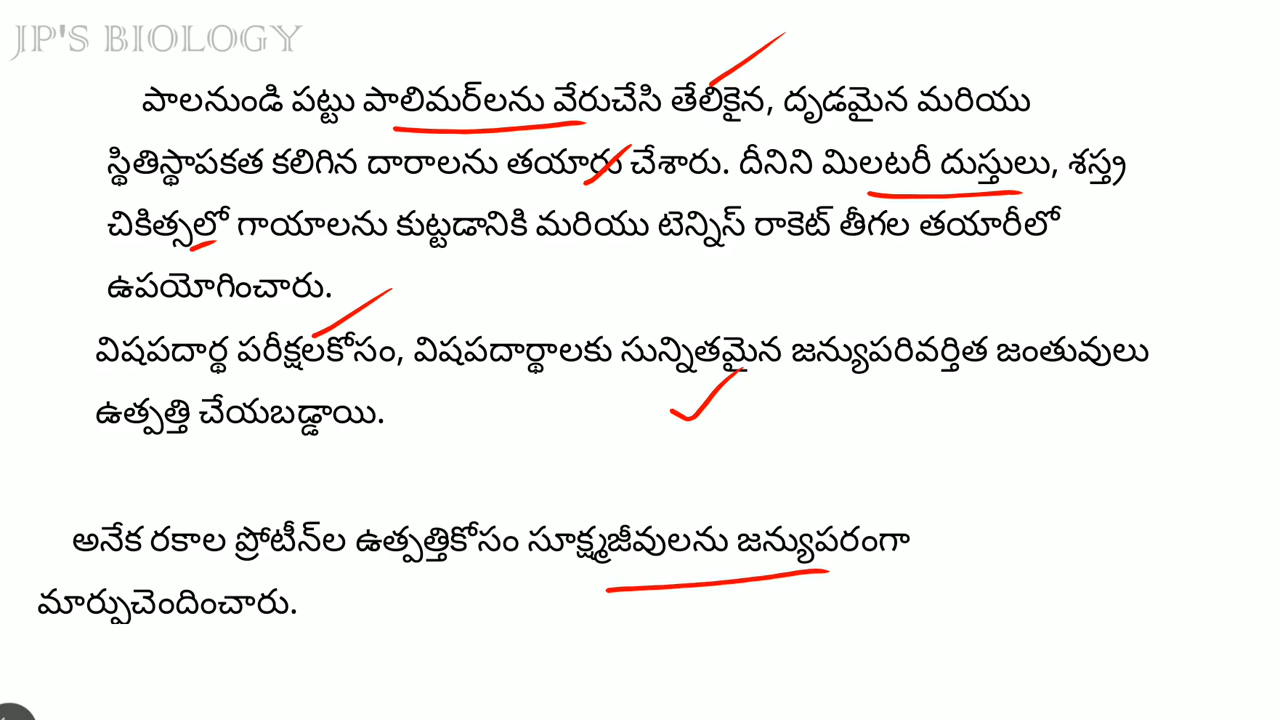 JP'S BIOLOGY
పాలనుండి పట్టు పాలిమర్‌లను వేరుచేసి తేలికైన, దృడమైన మరియు
స్థితిస్థాపకత కలిగిన దారాలను తయారు చేశారు. దీనిని మిలటరీ దుస్తులు, శస్త్ర
చికిత్సలో గాయాలను కుట్టడానికి మరియు టెన్నిస్ రాకెట్ తీగల తయారీలో
ఉపయోగించారు.
విషపదార్థ పరీక్షలకోసం, విషపదార్థాలకు సున్నితమైన జన్యుపరివర్తిత జంతువులు
ఉత్పత్తి చేయబడ్డాయి.
అనేక రకాల ప్రోటీన్‌ల ఉత్పత్తికోసం సూక్ష్మజీవులను జన్యుపరంగా
మార్పుచెందించారు.